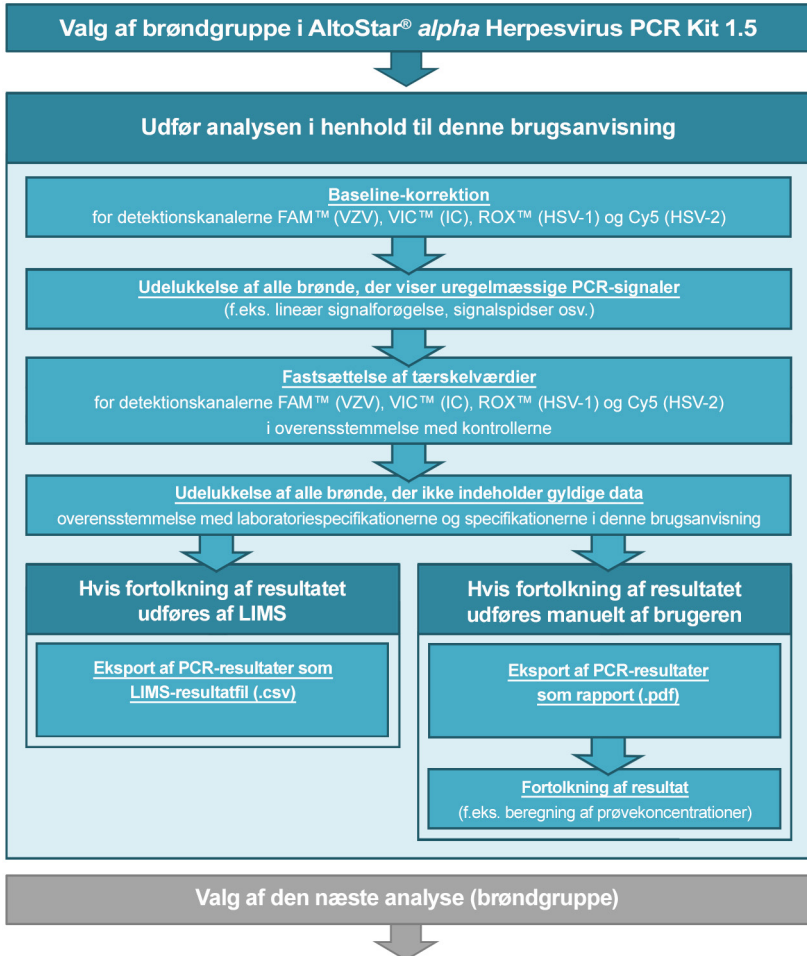 Valg af brøndgruppe i AltoStar® alpha Herpesvirus PCR Kit 1.5
Udfør analysen i henhold til denne brugsanvisning
Baseline-korrektion
for detektionskanalerne FAM™ (VZV), VIC™ (IC), ROX™ (HSV-1) og Cy5 (HSV-2)
Udelukkelse af alle brønde, der viser uregelmæssige PCR-signaler
(f.eks. lineær signalforøgelse, signalspidser osv.)
Fastsættelse af tærskelværdier
for detektionskanalerne FAM™ (VZV), VIC™ (IC), ROX™ (HSV-1) og Cy5 (HSV-2)
i overensstemmelse med kontrollerne
Udelukkelse af alle brønde, der ikke indeholder gyldige data
overensstemmelse med laboratoriespecifikationerne og specifikationerne i denne brugsanvisning
Hvis fortolkning af resultatet
udføres af LIMS
Eksport af PCR-resultater som
LIMS-resultatfil (.csv)
Hvis fortolkning af resultatet
udføres manuelt af brugeren
Eksport af PCR-resultater
som rapport (.pdf)
Fortolkning af resultat
(f.eks. beregning af prøvekoncentrationer)
Valg af den næste analyse (brøndgruppe)